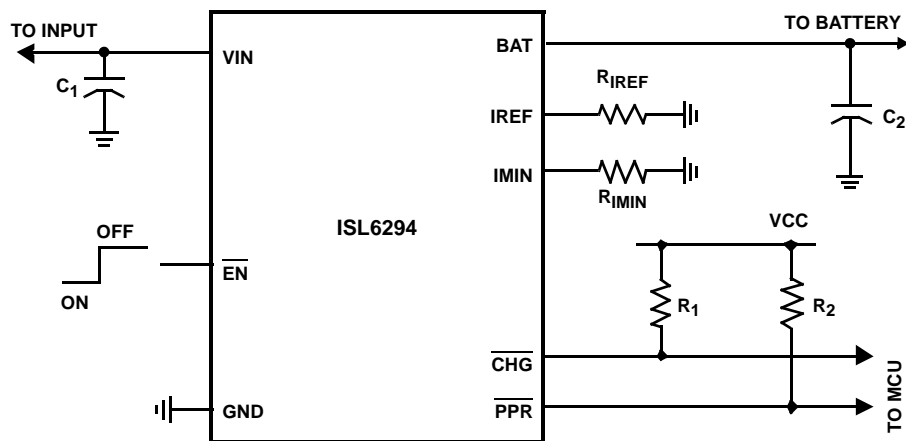 TO INPUT
TO BATTERY
VIN
BAT
C1
RIREF
IREF
C2
IMIN
RIMIN
VCC
ISL6294
OFF
EN
ON
R1
R2
CHG
GND
PPR
TO MCU